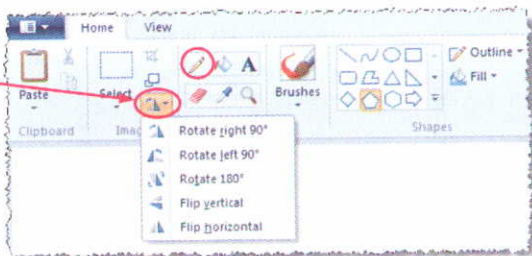 Home View
Paste
Select
A
Brushes
Outline
Fill
Clipboard
Shapes
Rotate right 90°
Rotate left 90°
Rotate 180°
Flip vertical
Flip horizontal